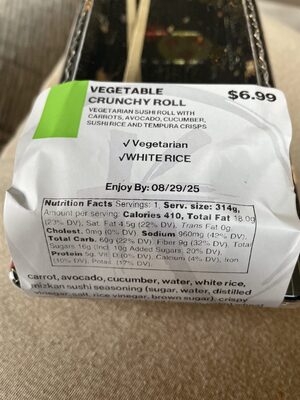 VEGETABLE
CRUNCHY ROLL
$6.99
VEGETARIAN SUSHI ROLL WITH
CARROTS, AVOCADO, CUCUMBER,
SUSHI RICE AND TEMPURA CRISPS
✓Vegetarian
✓WHITE RICE
Enjoy By: 08/29/25
Nutrition Facts Servings: 1, Serv. size: 314g,
Amount per serving: Calories 410, Total Fat 18.0g
(23% DV), Sat. Fat 4.5g (22% DV), Trans Fat 0g,
Cholest. 0mg (0% DV), Sodium 960mg (42% DV),
Total Carb. 60g (22% DV), Fiber 9g (32% DV), Total
Sugars 16g (Incl. 10g Added Sugars, 20% DV),
Protein 5g, Vit. D (0% DV), Calcium (4% DV), Iron
(10% DV), Potas. (17% DV).
carrot, avocado, cucumber, water, white rice,
mizkan sushi seasoning (sugar, water, distilled
vinegar, salt, rice vinegar, brown sugar), crispy